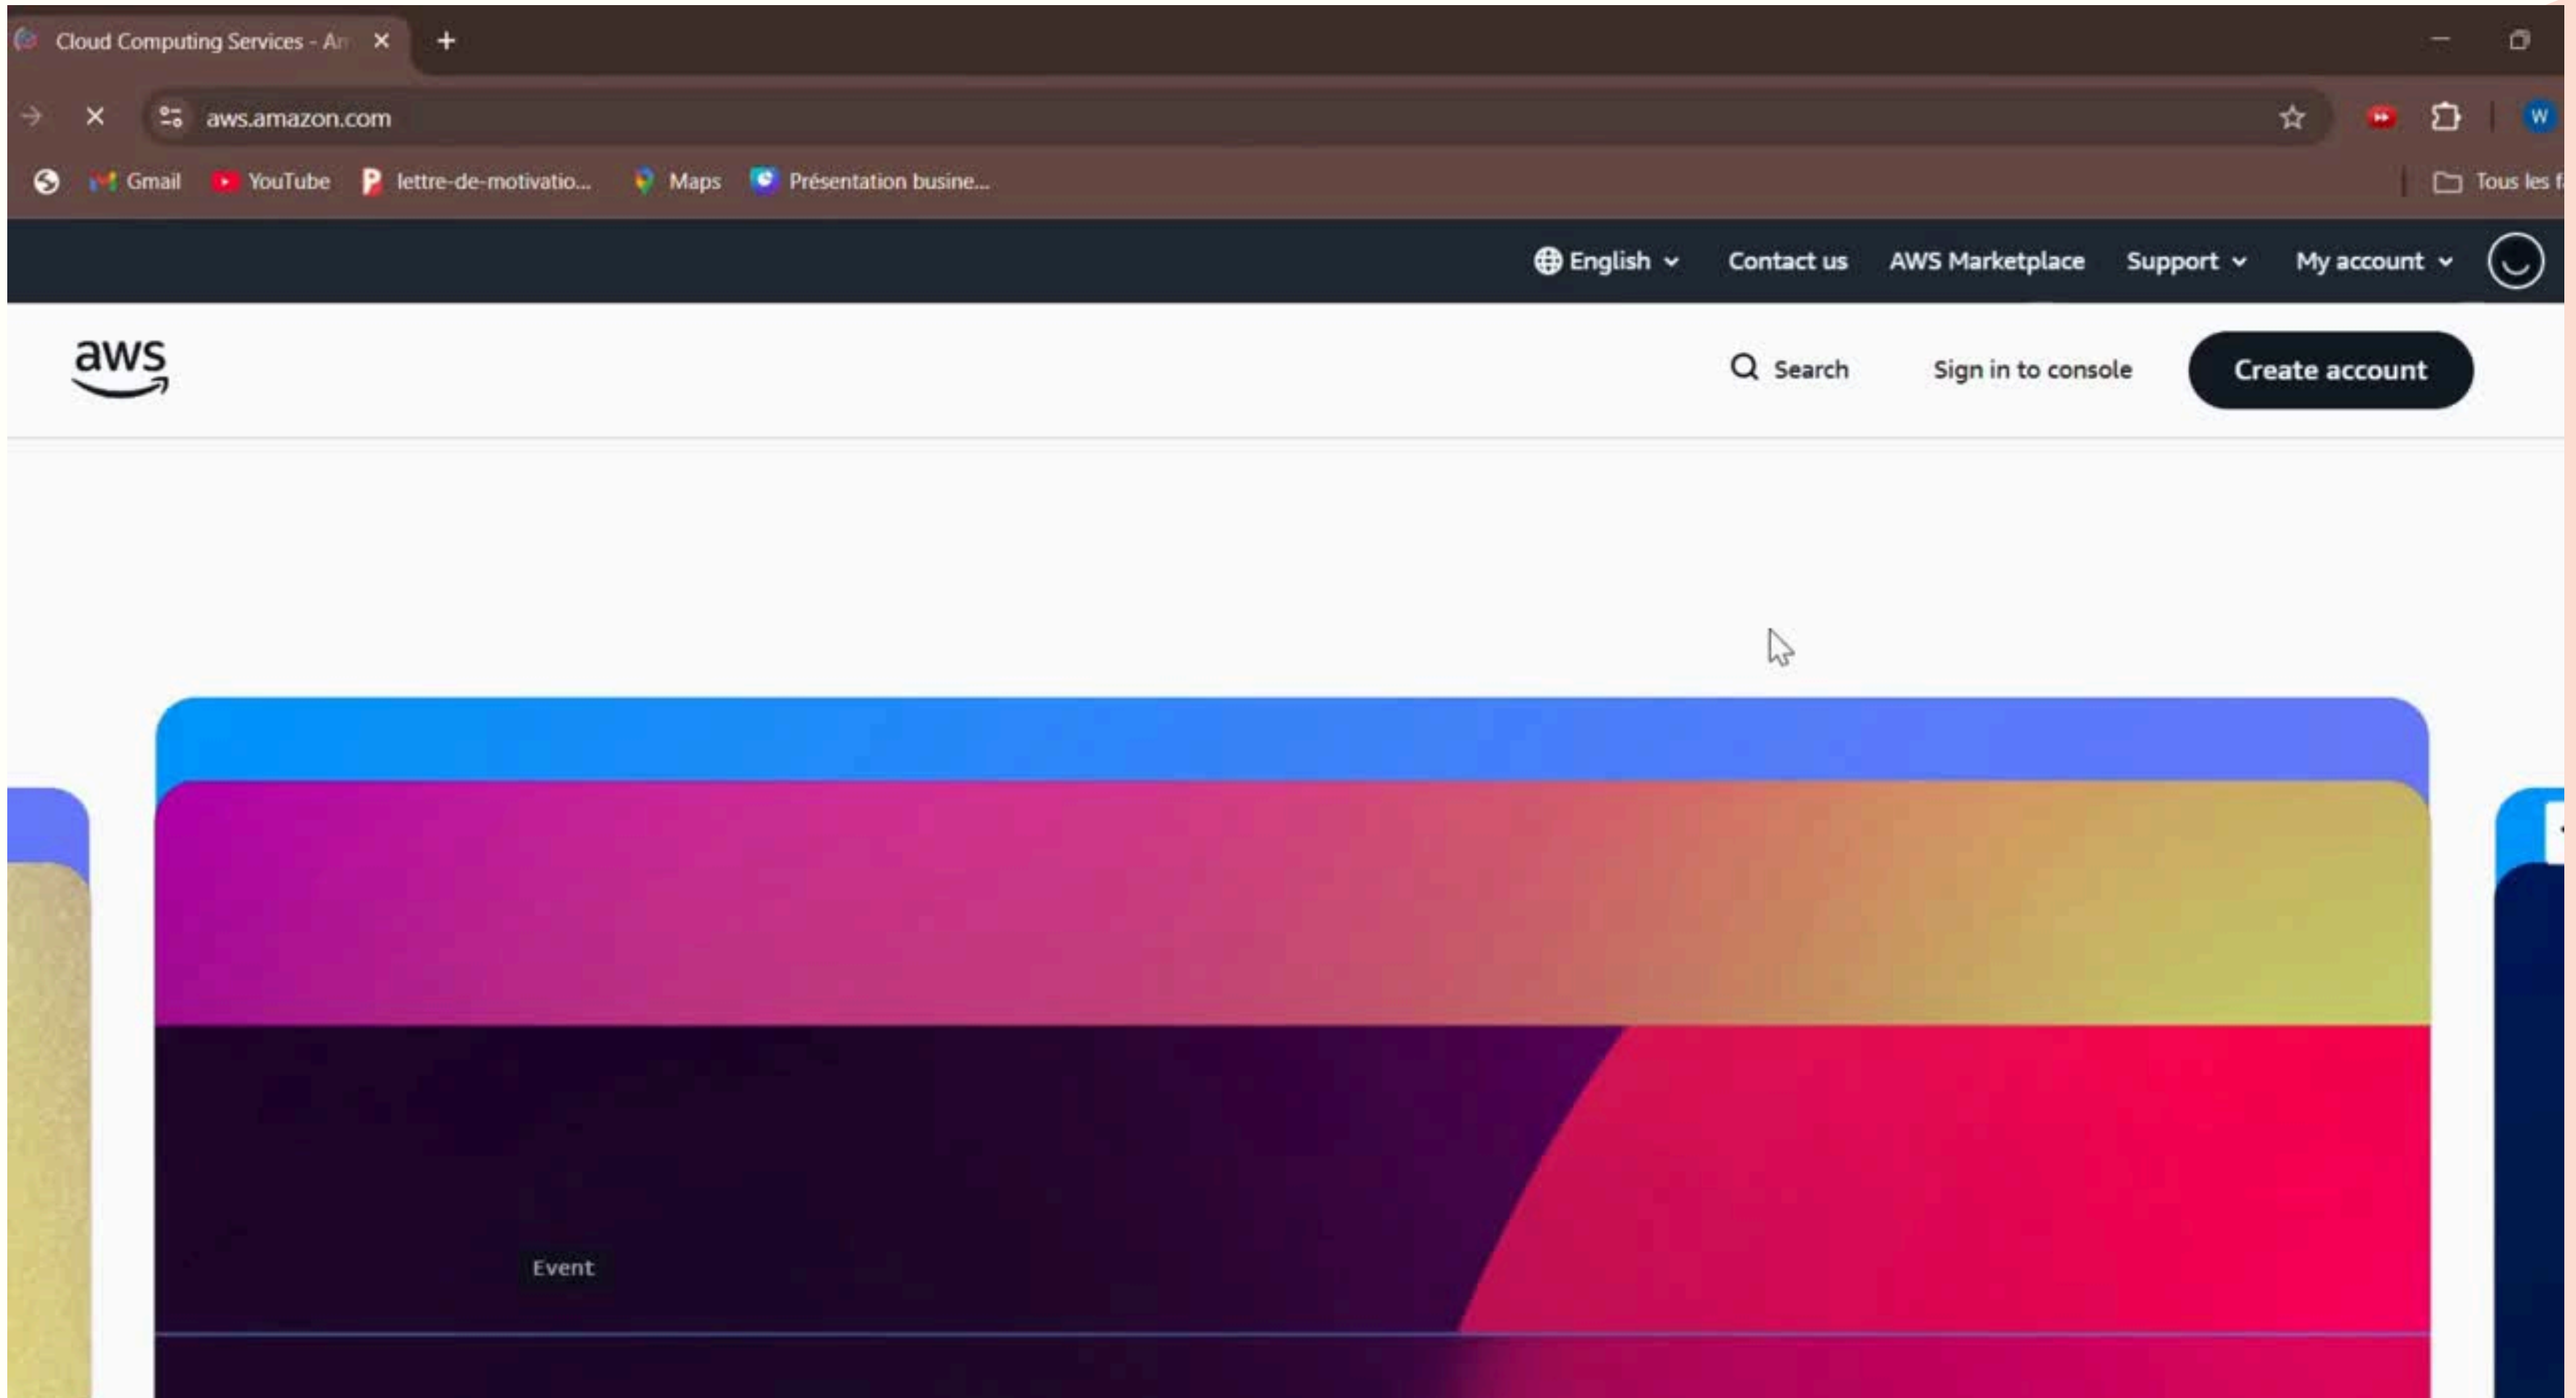 Cloud Computing Services - Am
aws.amazon.com
W
Gmail YouTube lettre-de-motivatio... Maps Présentation busine...
Tous les f
English Contact us AWS Marketplace Support My account
aws
Search Sign in to console Create account
Event